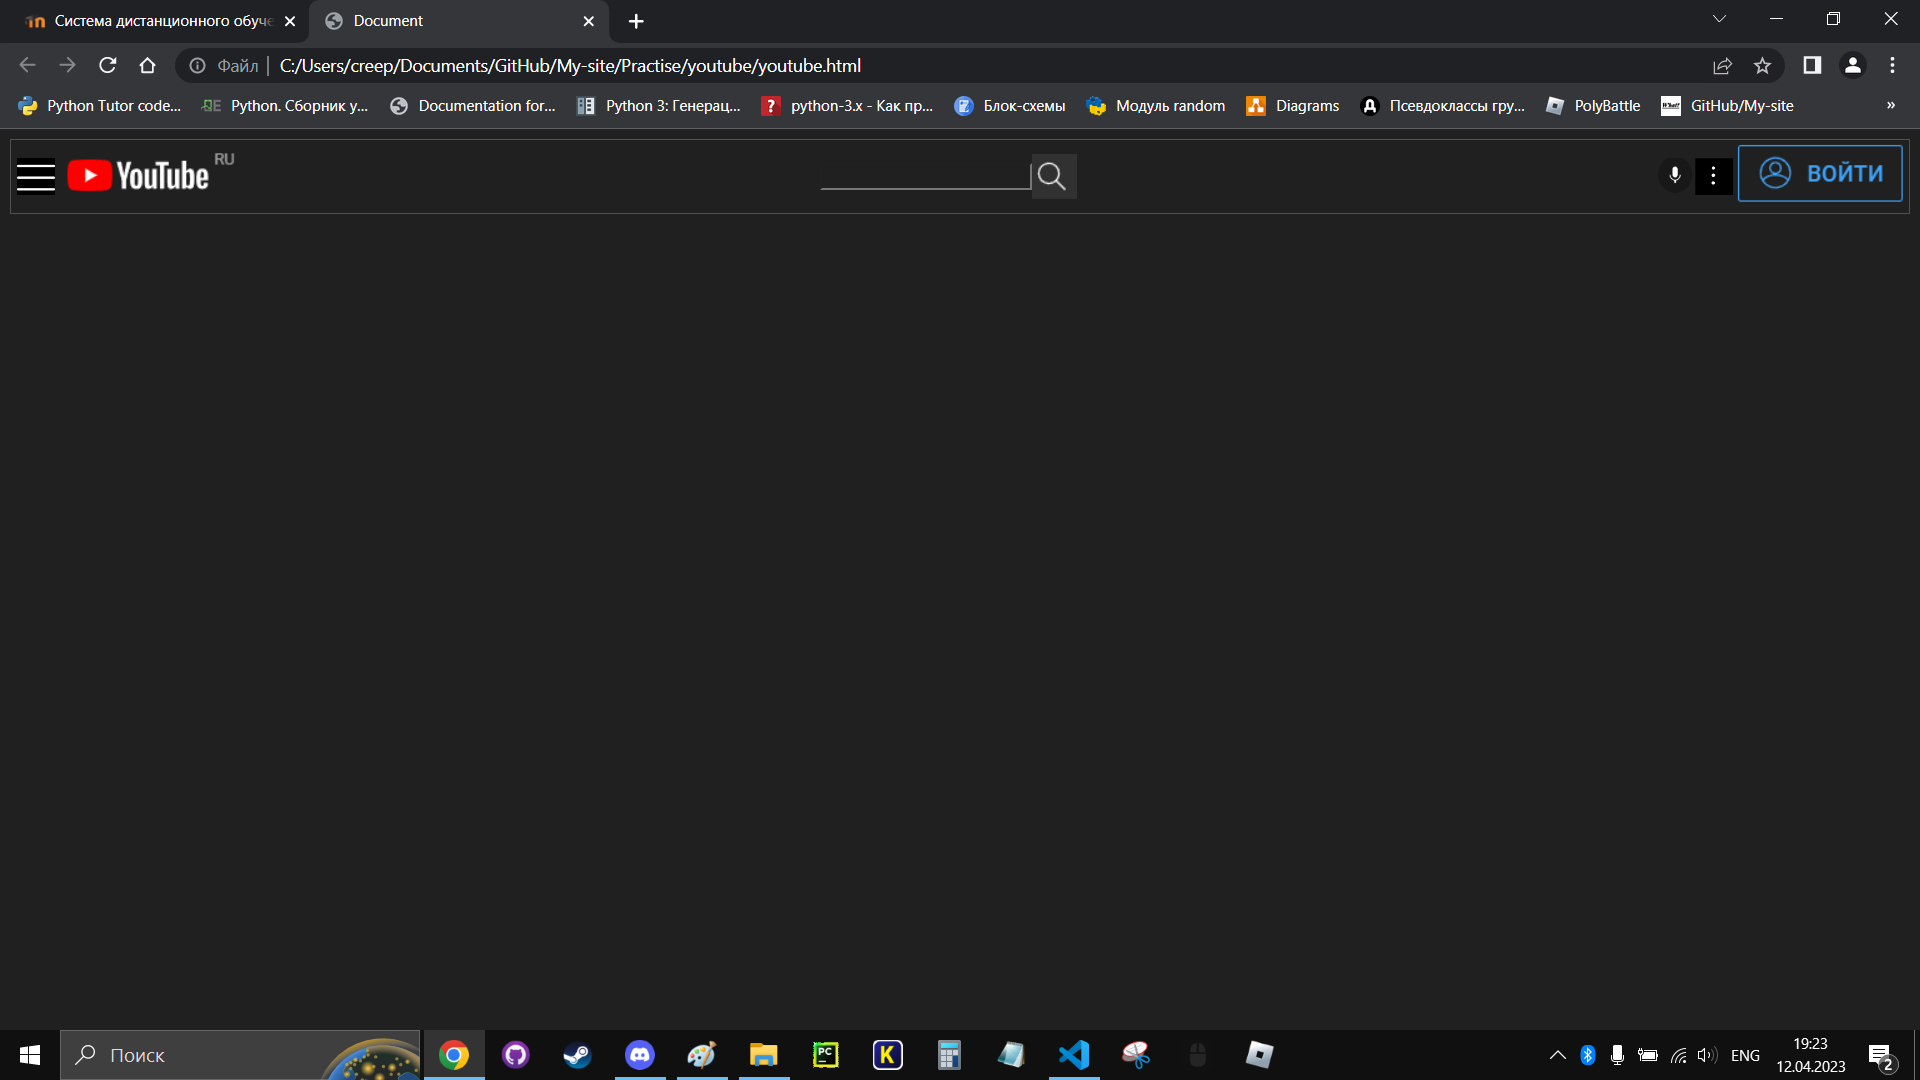 Система дистанционного обуче
Document
Файл
C:/Users/creep/Documents/GitHub/My-site/Practise/youtube/youtube.html
Python Tutor code...
Python. Сборник у...
Documentation for...
Python 3: Генерац...
python-3.x - Как пр...
Блок-схемы
Модуль random
Diagrams
Псевдоклассы гру...
PolyBattle
GitHub/My-site
»
YouTube RU
ВОЙТИ
Поиск
PC
K
ENG
19:23
12.04.2023
2